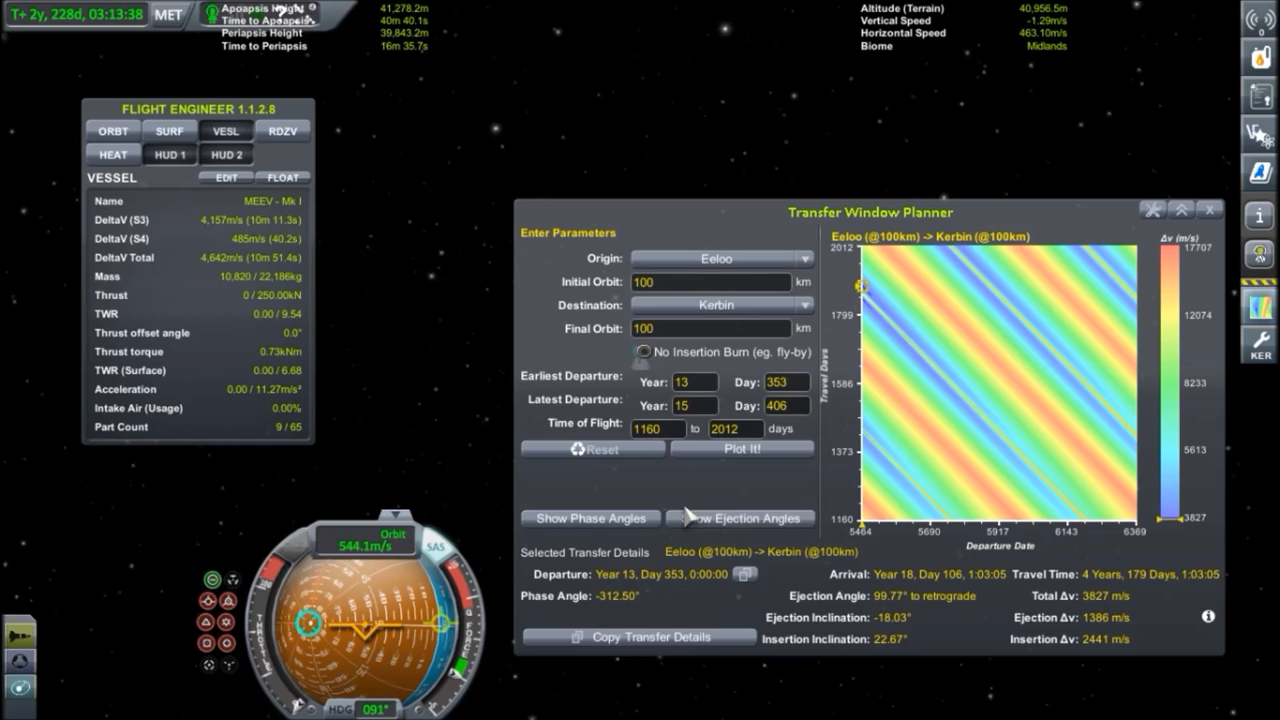 T+ 2y, 228d, 03:13:38 MET
Apoapsis Height 41,278.2m
Time to Apoapsis 40m 40.1s
Periapsis Height 39,843.2m
Time to Periapsis 16m 35.7s
Altitude (Terrain) 40,956.5m
Vertical Speed -1.29m/s
Horizontal Speed 463.10m/s
Biome Midlands
0
KER
FLIGHT ENGINEER 1.1.2.8
ORBT SURF VESL RDZV
HEAT HUD 1 HUD 2
VESSEL EDIT FLOAT
Name MEEV - Mk I
DeltaV (S3) 4,157m/s (10m 11.3s)
DeltaV (S4) 485m/s (40.2s)
DeltaV Total 4,642m/s (10m 51.4s)
Mass 10,820 / 22,186kg
Thrust 0 / 250.00kN
TWR 0.00 / 9.54
Thrust offset angle 0.0°
Thrust torque 0.73kNm
TWR (Surface) 0.00 / 6.68
Acceleration 0.00 / 11.27m/s²
Intake Air (Usage) 0.00%
Part Count 9 / 65
Transfer Window Planner
Enter Parameters
Origin: Eeloo
Initial Orbit: 100 km
Destination: Kerbin
Final Orbit: 100 km
No Insertion Burn (eg. fly-by)
Earliest Departure: Year: 13 Day: 353
Latest Departure: Year: 15 Day: 406
Time of Flight: 1160 to 2012 days
Reset Plot It!
Show Phase Angles Ejection Angles
Eeloo (@100km) -> Kerbin (@100km)
Δv (m/s)
2012
1799
1586
1373
1160
Travel Days
5464 5690 5917 6143 6369
Departure Date
17707
12074
8233
5613
3827
Selected Transfer Details Eeloo (@100km) -> Kerbin (@100km)
Departure: Year 13, Day 353, 0:00:00 Arrival: Year 18, Day 106, 1:03:05 Travel Time: 4 Years, 179 Days, 1:03:05
Phase Angle: -312.50° Ejection Angle: 99.77° to retrograde Total Δv: 3827 m/s
Ejection Inclination: -18.03° Ejection Δv: 1386 m/s
Copy Transfer Details Insertion Inclination: 22.67° Insertion Δv: 2441 m/s
Orbit
544.1m/s
SAS
HDG 091°